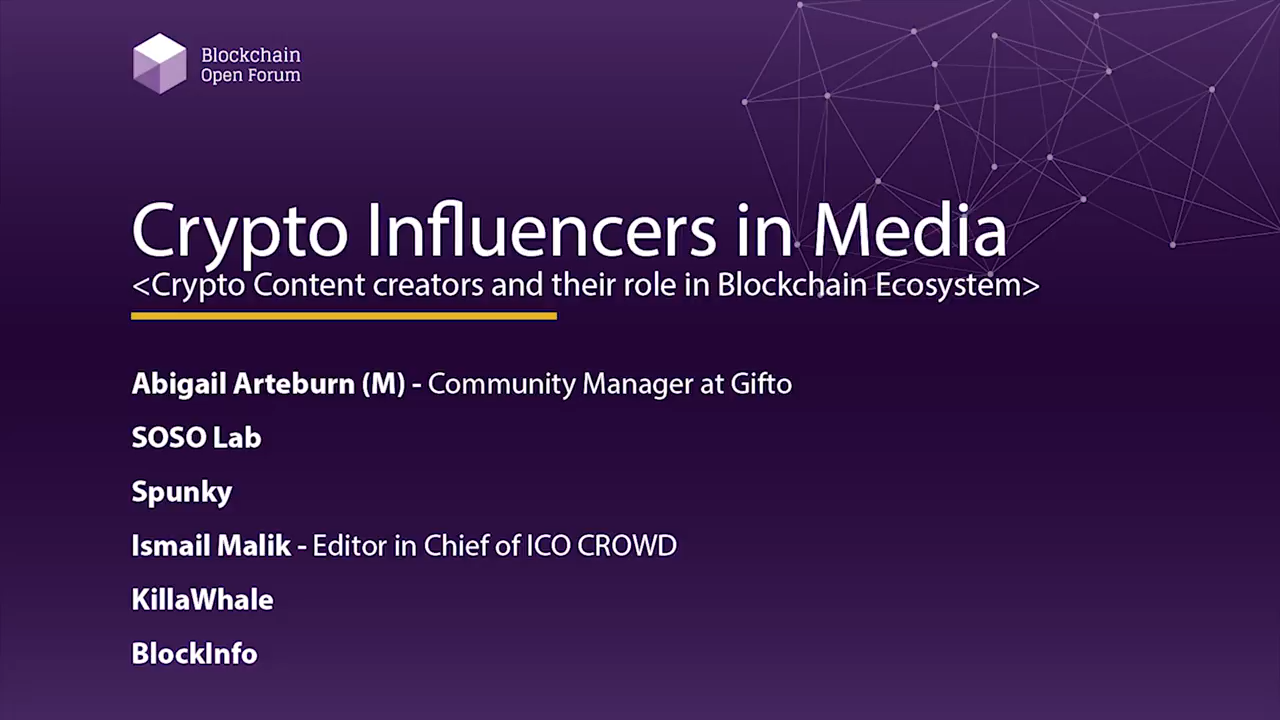 Blockchain
Open Forum
Crypto Influencers in Media
<Crypto Content creators and their role in Blockchain Ecosystem>
Abigail Arteburn (M) - Community Manager at Gifto
SOSO Lab
Spunky
Ismail Malik - Editor in Chief of ICO CROWD
KillaWhale
BlockInfo